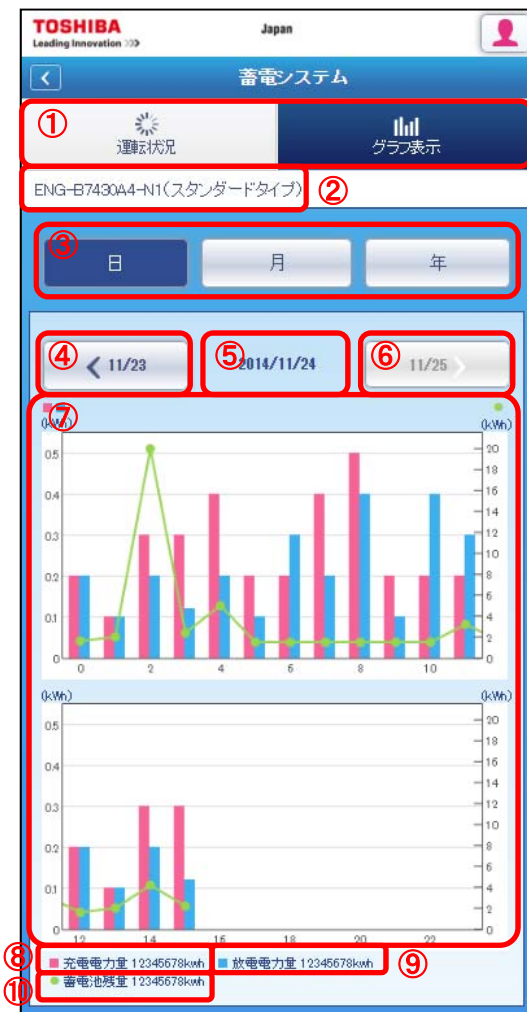 TOSHIBA
Leading Innovation >>>
Japan
蓄電システム
①
運転状況
グラフ表示
ENG-B7430A4-N1(スタンダードタイプ)
②
③
日
月
年
④
11/23
⑤
2014/11/24
⑥
11/25
⑦
(kWh)
(kWh)
0.5
0.4
0.3
0.2
0.1
0
20
18
16
14
12
10
8
6
4
2
0
0 2 4 6 8 10
(kWh)
(kWh)
0.5
0.4
0.3
0.2
0.1
0
20
18
16
14
12
10
8
6
4
2
0
12 14 16 18 20 22
⑧
充電電力量 12345678kwh
放電電力量 12345678kwh
⑨
⑩
蓄電池残量 12345678kwh